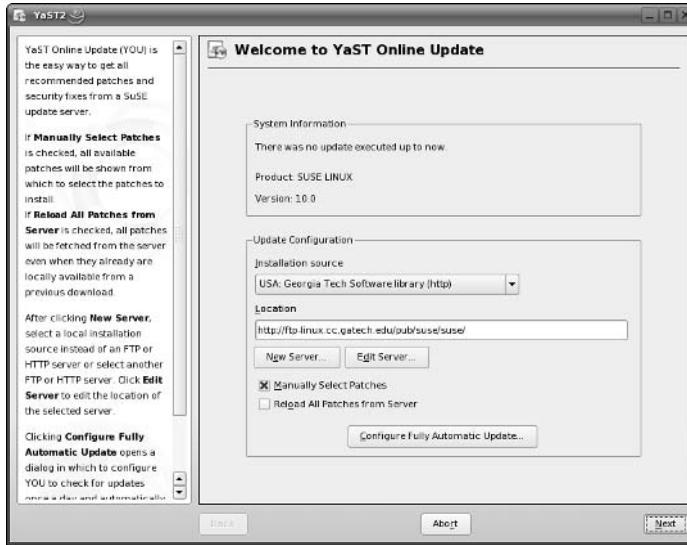 YaST2
YaST Online Update (YOU) is
the easy way to get all
recommended patches and
security fixes from a SuSE
update server.
If Manually Select Patches
is checked, all available
patches will be shown from
which to select the patches to
install.
If Reload All Patches from
Server is checked, all patches
will be fetched from the server
even when they already are
locally available from a
previous download.
After clicking New Server,
select a local installation
source instead of an FTP or
HTTP server or select another
FTP or HTTP server. Click Edit
Server to edit the location of
the selected server.
Clicking Configure Fully
Automatic Update opens a
dialog in which to configure
YOU to check for updates
once a day and automatically
Welcome to YaST Online Update
System Information
There was no update executed up to now.
Product: SUSE LINUX
Version: 10.0
Update Configuration
Installation source
USA: Georgia Tech Software library (http)
Location
http://ftp-linux.cc.gatech.edu/pub/suse/suse/
New Server...
Edit Server...
Manually Select Patches
Reload All Patches from Server
Configure Fully Automatic Update...
Back
Abort
Next